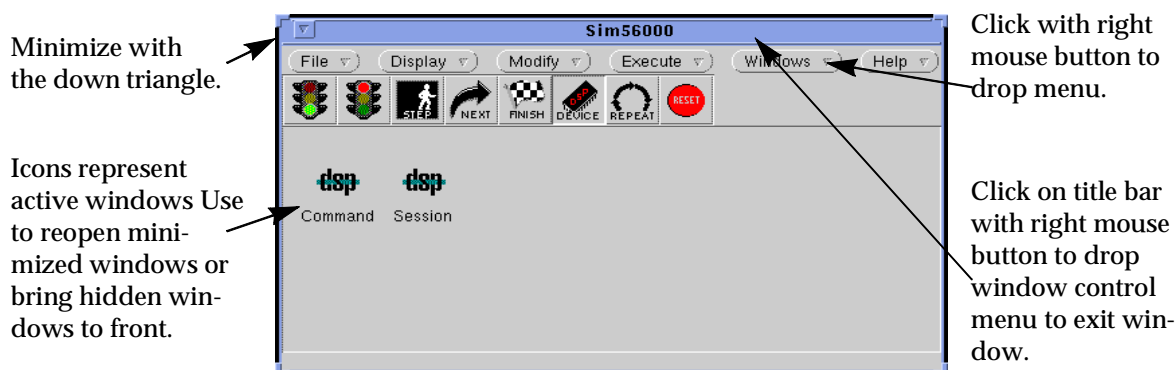 Minimize with
the down triangle.
Icons represent
active windows Use
to reopen mini-
mized windows or
bring hidden win-
dows to front.
Sim56000
File Display Modify Execute Windows Help
STEP NEXT FINISH DSP DEVICE REPEAT RESET
dsp dsp
Command Session
Click with right
mouse button to
drop menu.
Click on title bar
with right mouse
button to drop
window control
menu to exit win-
dow.